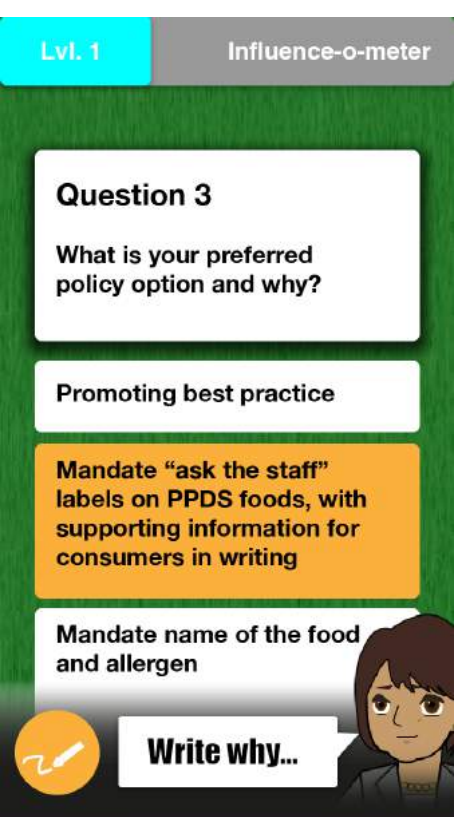 Lvl. 1
Influence-o-meter
Question 3
What is your preferred
policy option and why?
Promoting best practice
Mandate “ask the staff”
labels on PPDS foods, with
supporting information for
consumers in writing
Mandate name of the food
and allergen
Write why...